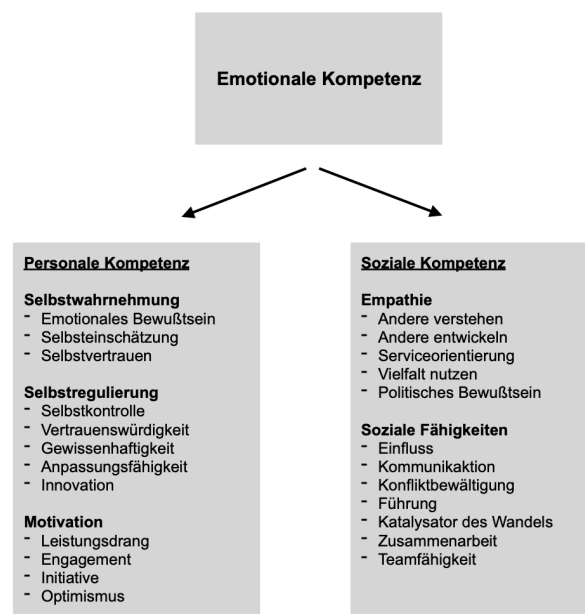 Emotionale Kompetenz
Personale Kompetenz
Selbstwahrnehmung
- Emotionales Bewußtsein
- Selbsteinschätzung
- Selbstvertrauen
Selbstregulierung
- Selbstkontrolle
- Vertrauenswürdigkeit
- Gewissenhaftigkeit
- Anpassungsfähigkeit
- Innovation
Motivation
- Leistungsdrang
- Engagement
- Initiative
- Optimismus
Soziale Kompetenz
Empathie
- Andere verstehen
- Andere entwickeln
- Serviceorientierung
- Vielfalt nutzen
- Politisches Bewußtsein
Soziale Fähigkeiten
- Einfluss
- Kommunikaktion
- Konfliktbewältigung
- Führung
- Katalysator des Wandels
- Zusammenarbeit
- Teamfähigkeit